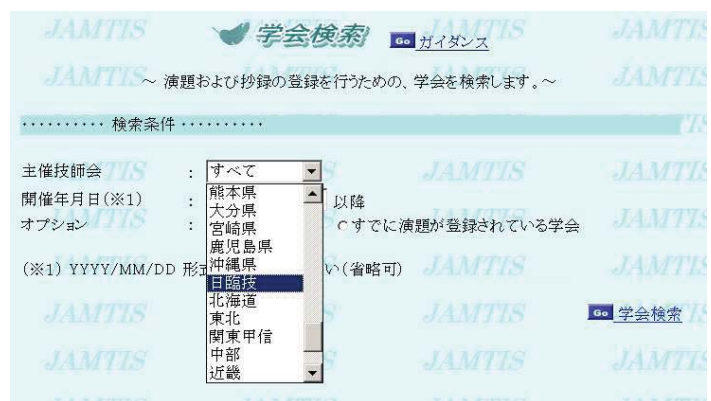 JAMTIS 学会検索 Go ガイダンス JAMTIS
～ 演題および抄録の登録を行うための、学会を検索します。～
・・・・・・・・・・ 検索条件 ・・・・・・・・・・
主催技師会 : すべて
開催年月日(※1) : 以降
オプション : すでに演題が登録されている学会
(※1) YYYY/MM/DD 形 い(省略可)
熊本県
大分県
宮崎県
鹿児島県
沖縄県
日臨技
北海道
東北
関東甲信
中部
近畿
Go 学会検索